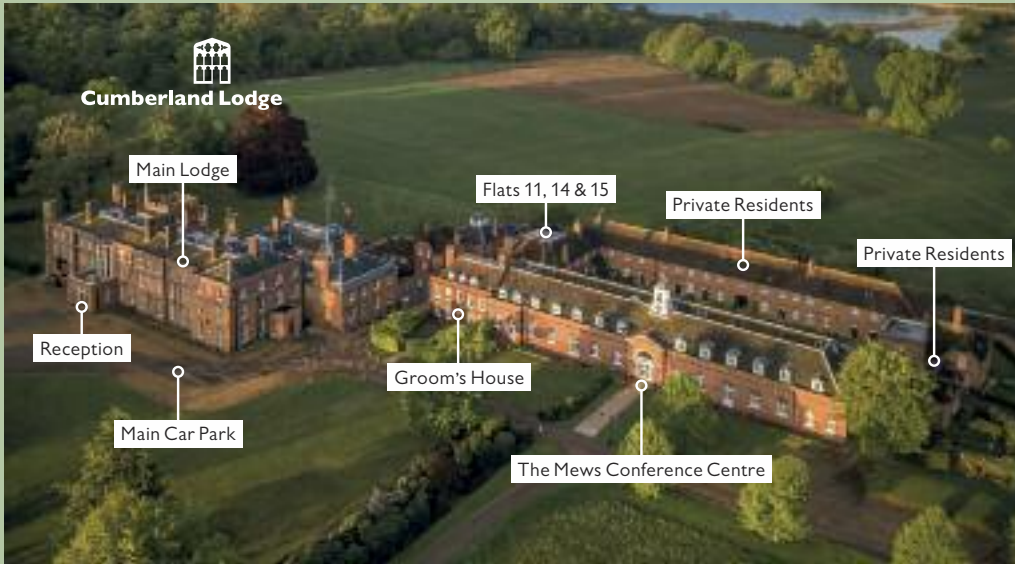 Cumberland Lodge
Main Lodge
Flats 11, 14 & 15
Private Residents
Private Residents
Reception
Groom's House
Main Car Park
The Mews Conference Centre